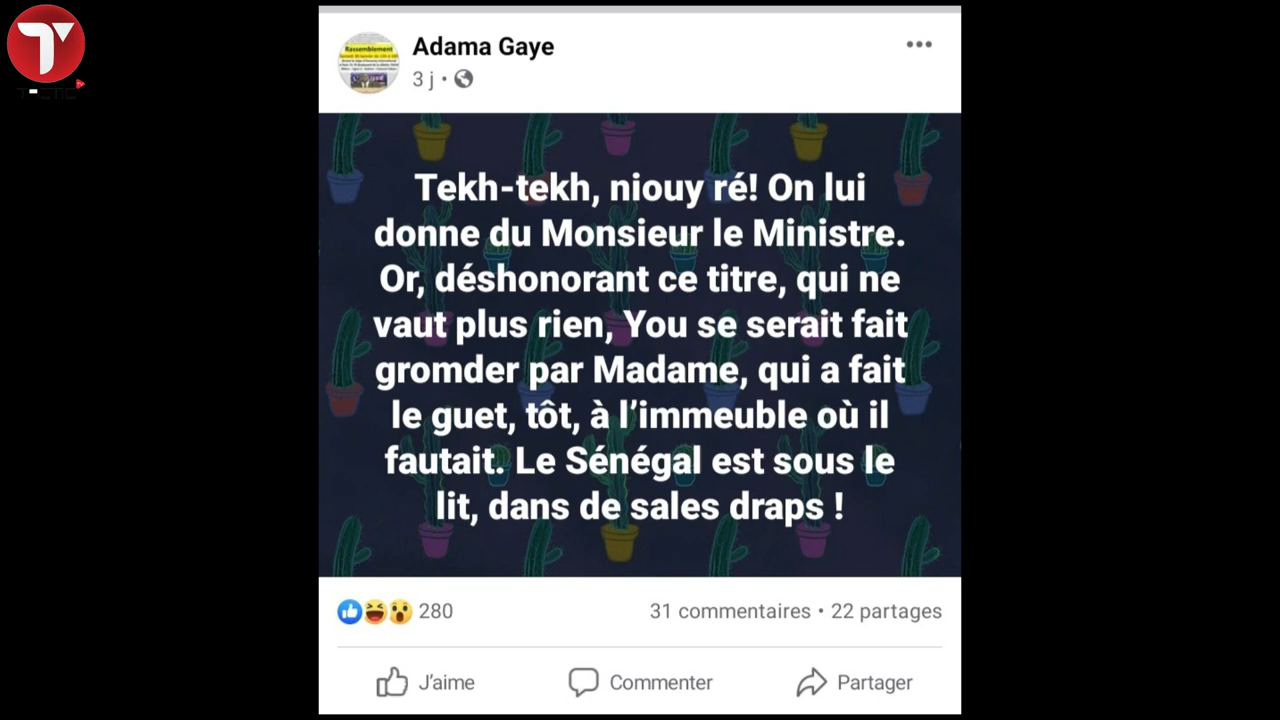 Adama Gaye
3 j
Rassemblement
Tekh-tekh, niouy ré! On lui
donne du Monsieur le Ministre.
Or, déshonorant ce titre, qui ne
vaut plus rien, You se serait fait
gromder par Madame, qui a fait
le guet, tôt, à l’immeuble où il
fautait. Le Sénégal est sous le
lit, dans de sales draps !
280
31 commentaires • 22 partages
J’aime
Commenter
Partager